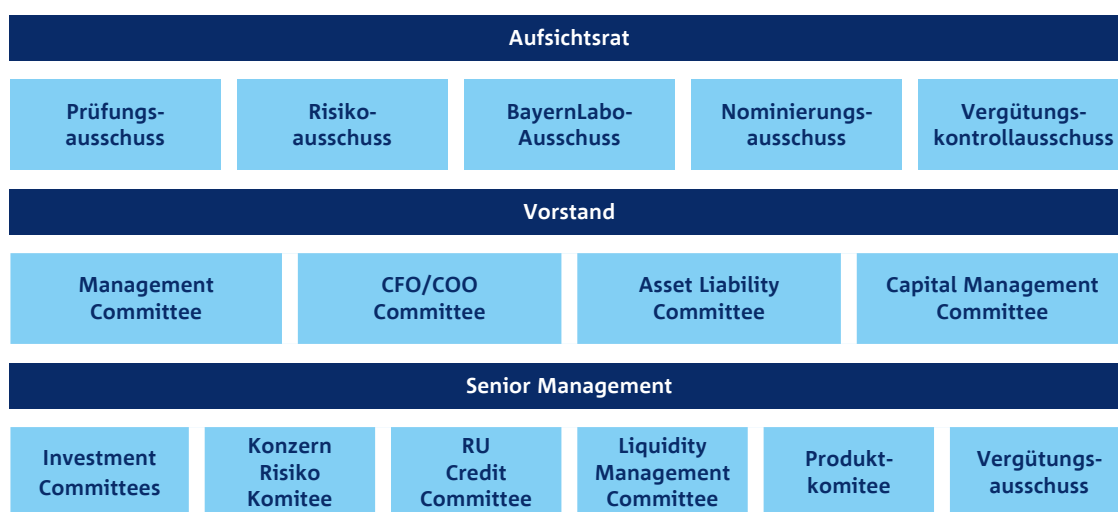 Aufsichtsrat
Prüfungs-
ausschuss
Risiko-
ausschuss
BayernLabo-
Ausschuss
Nominierungs-
ausschuss
Vergütungs-
kontrollausschuss
Vorstand
Management
Committee
CFO/COO
Committee
Asset Liability
Committee
Capital Management
Committee
Senior Management
Investment
Committees
Konzern
Risiko
Komitee
RU
Credit
Committee
Liquidity
Management
Committee
Produkt-
komitee
Vergütungs-
ausschuss